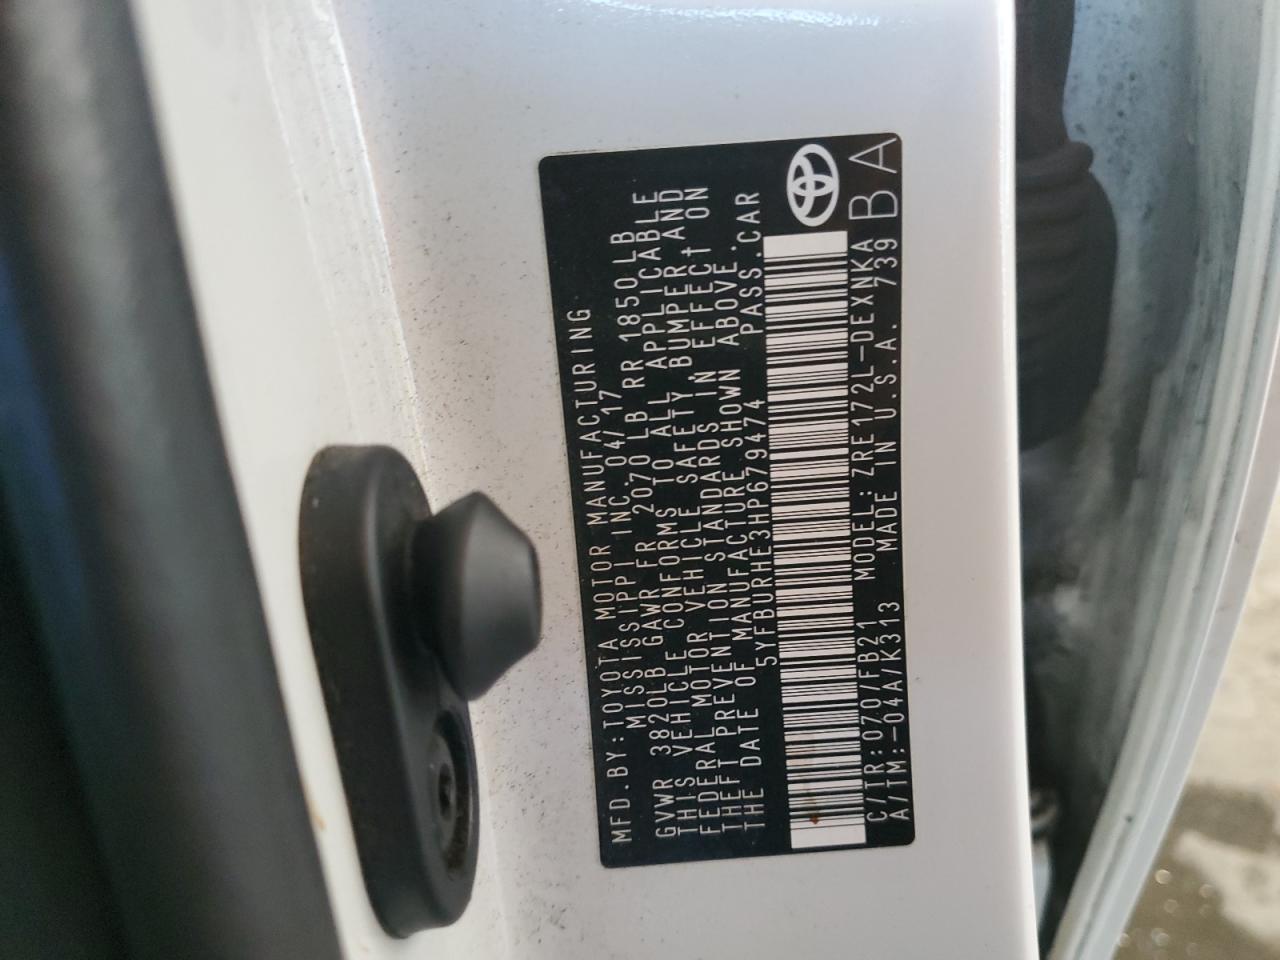 MFD.BY:TOYOTA MOTOR MANUFACTURING
MISSISSIPPI INC. 04/17
GVWR 3820LB GAWR FR 2070 LB RR 1850LB
THIS VEHICLE CONFORMS TO ALL APPLICABLE
FEDERAL MOTOR VEHICLE SAFETY, BUMPER AND
THEFT PREVENTION STANDARDS IN EFFECT ON
THE DATE OF MANUFACTURE SHOWN ABOVE.
5YFBURHE3HP679474 PASS.CAR
C/TR:070/FB21 MODEL:ZRE172L-DEXNKA
A/TM:-04A/K313 MADE IN U.S.A. 739
BA